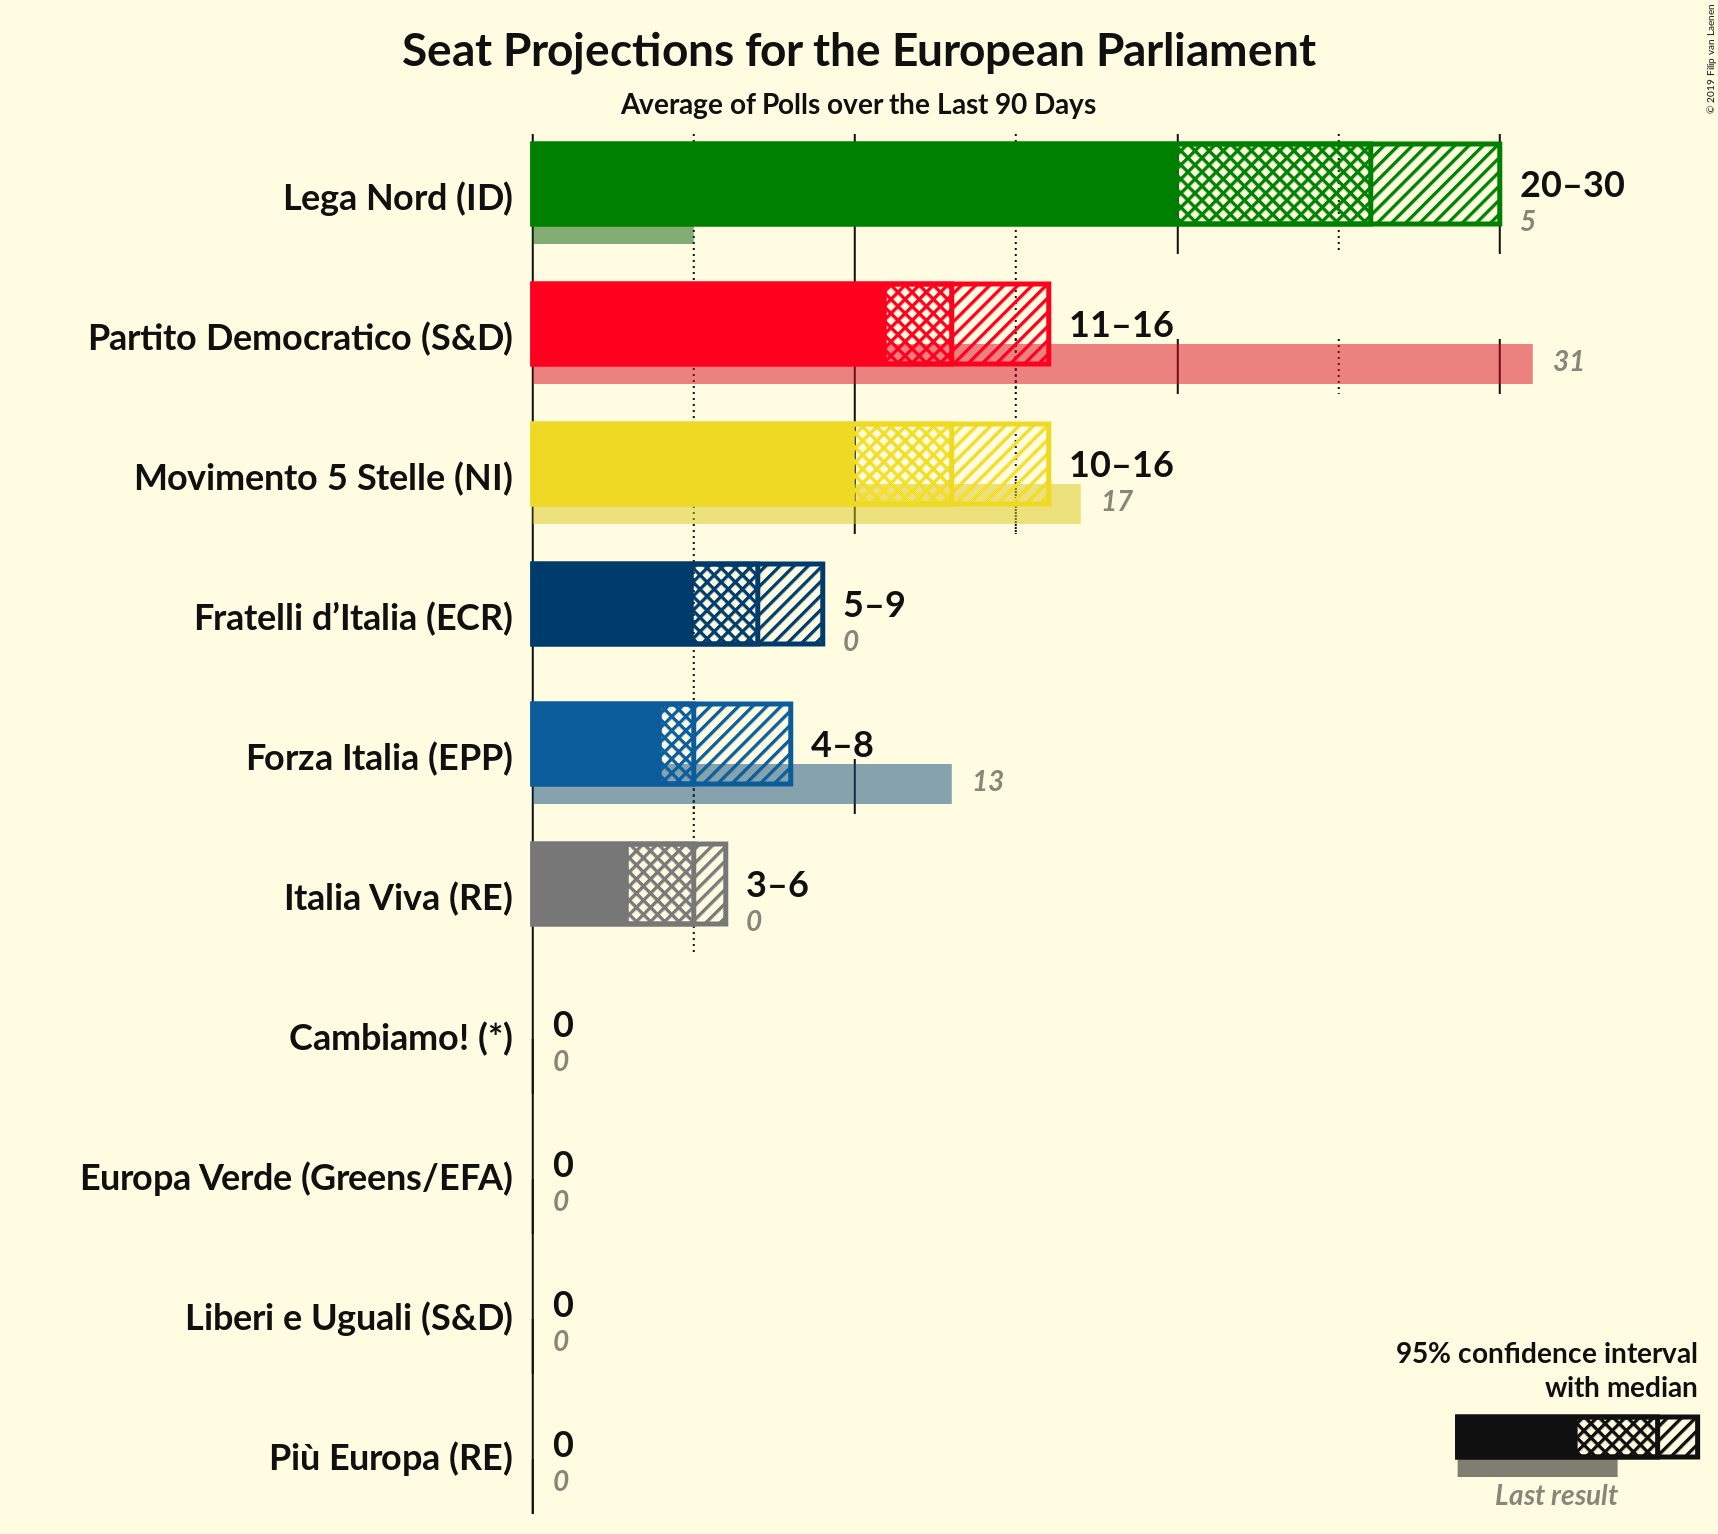 Seat Projections for the European Parliament
Average of Polls over the Last 90 Days
© 2019 Filip van Laenen
Lega Nord (ID)
20–30
5
Partito Democratico (S&D)
11–16
31
Movimento 5 Stelle (NI)
10–16
17
Fratelli d’Italia (ECR)
5–9
0
Forza Italia (EPP)
4–8
13
Italia Viva (RE)
3–6
0
Cambiamo! (*)
0
0
Europa Verde (Greens/EFA)
0
0
Liberi e Uguali (S&D)
0
0
Più Europa (RE)
0
0
95% confidence interval
with median
Last result